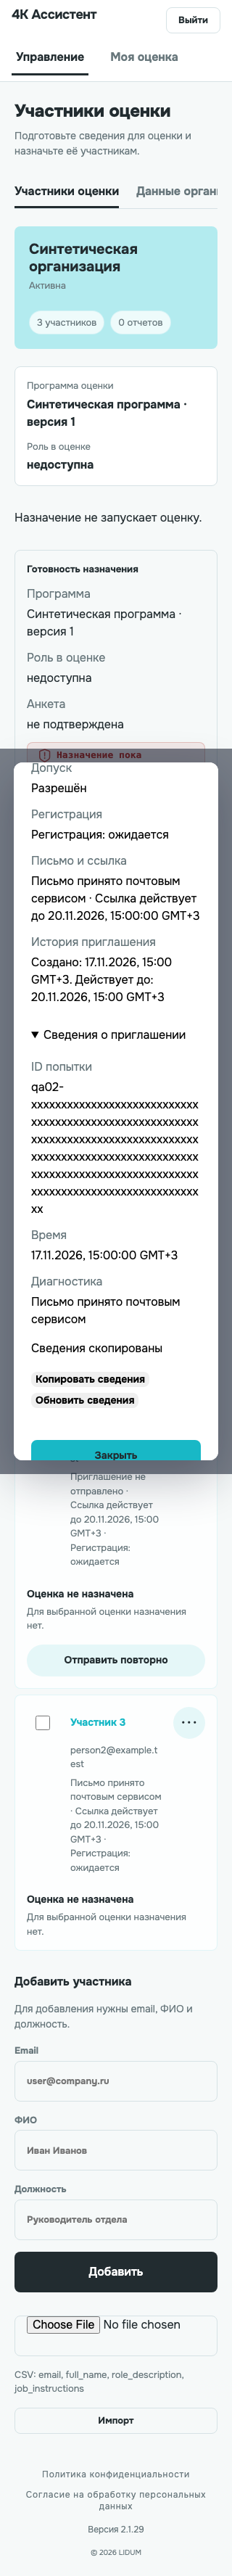 4K Ассистент
Выйти
Управление
Моя оценка
Участники оценки
Подготовьте сведения для оценки и
назначьте её участникам.
Участники оценки
Данные орган
Синтетическая
организация
Активна
3 участников
0 отчетов
Программа оценки
Синтетическая программа ·
версия 1
Роль в оценке
недоступна
Назначение не запускает оценку.
Готовность назначения
Программа
Синтетическая программа ·
версия 1
Роль в оценке
недоступна
Анкета
не подтверждена
Назначение пока
Допуск
Разрешён
Регистрация
Регистрация: ожидается
Письмо и ссылка
Письмо принято почтовым
сервисом · Ссылка действует
до 20.11.2026, 15:00:00 GMT+3
История приглашения
Создано: 17.11.2026, 15:00
GMT+3. Действует до:
20.11.2026, 15:00 GMT+3
▼ Сведения о приглашении
ID попытки
qa02-
xxxxxxxxxxxxxxxxxxxxxxxxxxxx
xxxxxxxxxxxxxxxxxxxxxxxxxxxx
xxxxxxxxxxxxxxxxxxxxxxxxxxxx
xxxxxxxxxxxxxxxxxxxxxxxxxxxx
xxxxxxxxxxxxxxxxxxxxxxxxxxxx
xxxxxxxxxxxxxxxxxxxxxxxxxxxx
xx
Время
17.11.2026, 15:00:00 GMT+3
Диагностика
Письмо принято почтовым
сервисом
Сведения скопированы
Копировать сведения
Обновить сведения
Закрыть
Приглашение не
отправлено ·
Ссылка действует
до 20.11.2026, 15:00
GMT+3 ·
Регистрация:
ожидается
Оценка не назначена
Для выбранной оценки назначения
нет.
Отправить повторно
Участник 3
person2@example.t
est
Письмо принято
почтовым сервисом
· Ссылка действует
до 20.11.2026, 15:00
GMT+3 ·
Регистрация:
ожидается
Оценка не назначена
Для выбранной оценки назначения
нет.
Добавить участника
Для добавления нужны email, ФИО и
должность.
Email
user@company.ru
ФИО
Иван Иванов
Должность
Руководитель отдела
Добавить
Choose File No file chosen
CSV: email, full_name, role_description,
job_instructions
Импорт
Политика конфиденциальности
Согласие на обработку персональных
данных
Версия 2.1.29
© 2026 LIDUM